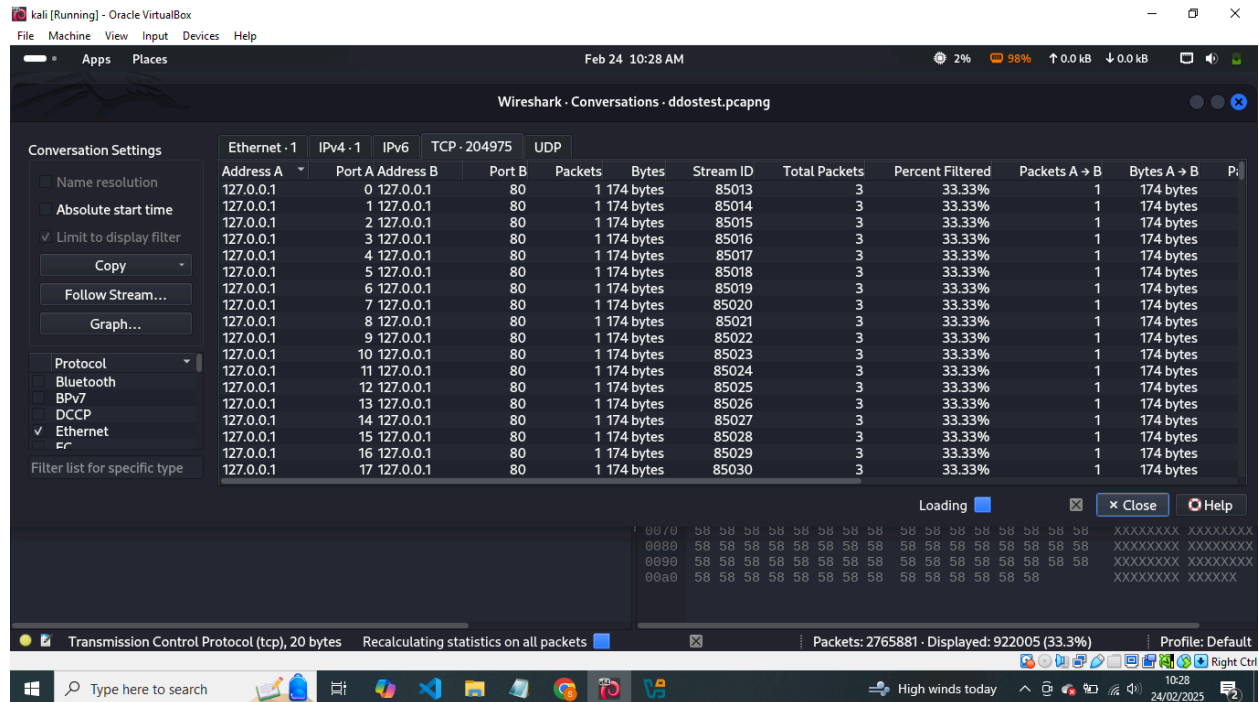 kali [Running] - Oracle VirtualBox
File Machine View Input Devices Help
Apps Places Feb 24 10:28 AM 2% 98% ↑0.0 kB ↓0.0 kB
Wireshark · Conversations · ddostest.pcapng
Conversation Settings
Name resolution
Absolute start time
Limit to display filter
Copy
Follow Stream...
Graph...
Protocol
Bluetooth
BPv7
DCCP
Ethernet
FC
Filter list for specific type
Ethernet · 1 IPv4 · 1 IPv6 TCP · 204975 UDP
Address A Port A Address B Port B Packets Bytes Stream ID Total Packets Percent Filtered Packets A → B Bytes A → B
127.0.0.1 0 127.0.0.1 80 1 174 bytes 85013 3 33.33% 1 174 bytes
127.0.0.1 1 127.0.0.1 80 1 174 bytes 85014 3 33.33% 1 174 bytes
127.0.0.1 2 127.0.0.1 80 1 174 bytes 85015 3 33.33% 1 174 bytes
127.0.0.1 3 127.0.0.1 80 1 174 bytes 85016 3 33.33% 1 174 bytes
127.0.0.1 4 127.0.0.1 80 1 174 bytes 85017 3 33.33% 1 174 bytes
127.0.0.1 5 127.0.0.1 80 1 174 bytes 85018 3 33.33% 1 174 bytes
127.0.0.1 6 127.0.0.1 80 1 174 bytes 85019 3 33.33% 1 174 bytes
127.0.0.1 7 127.0.0.1 80 1 174 bytes 85020 3 33.33% 1 174 bytes
127.0.0.1 8 127.0.0.1 80 1 174 bytes 85021 3 33.33% 1 174 bytes
127.0.0.1 9 127.0.0.1 80 1 174 bytes 85022 3 33.33% 1 174 bytes
127.0.0.1 10 127.0.0.1 80 1 174 bytes 85023 3 33.33% 1 174 bytes
127.0.0.1 11 127.0.0.1 80 1 174 bytes 85024 3 33.33% 1 174 bytes
127.0.0.1 12 127.0.0.1 80 1 174 bytes 85025 3 33.33% 1 174 bytes
127.0.0.1 13 127.0.0.1 80 1 174 bytes 85026 3 33.33% 1 174 bytes
127.0.0.1 14 127.0.0.1 80 1 174 bytes 85027 3 33.33% 1 174 bytes
127.0.0.1 15 127.0.0.1 80 1 174 bytes 85028 3 33.33% 1 174 bytes
127.0.0.1 16 127.0.0.1 80 1 174 bytes 85029 3 33.33% 1 174 bytes
127.0.0.1 17 127.0.0.1 80 1 174 bytes 85030 3 33.33% 1 174 bytes
Loading Close Help
0070 58 58 58 58 58 58 58 58 58 58 58 58 58 58 58 58 XXXXXXXX XXXXXXXX
0080 58 58 58 58 58 58 58 58 58 58 58 58 58 58 58 58 XXXXXXXX XXXXXXXX
0090 58 58 58 58 58 58 58 58 58 58 58 58 58 58 58 58 XXXXXXXX XXXXXXXX
00a0 58 58 58 58 58 58 58 58 58 58 58 58 58 58 XXXXXXXX XXXXXX
Transmission Control Protocol (tcp), 20 bytes Recalculating statistics on all packets Packets: 2765881 · Displayed: 922005 (33.3%) Profile: Default
Right Ctrl
Type here to search High winds today 10:28
24/02/2025